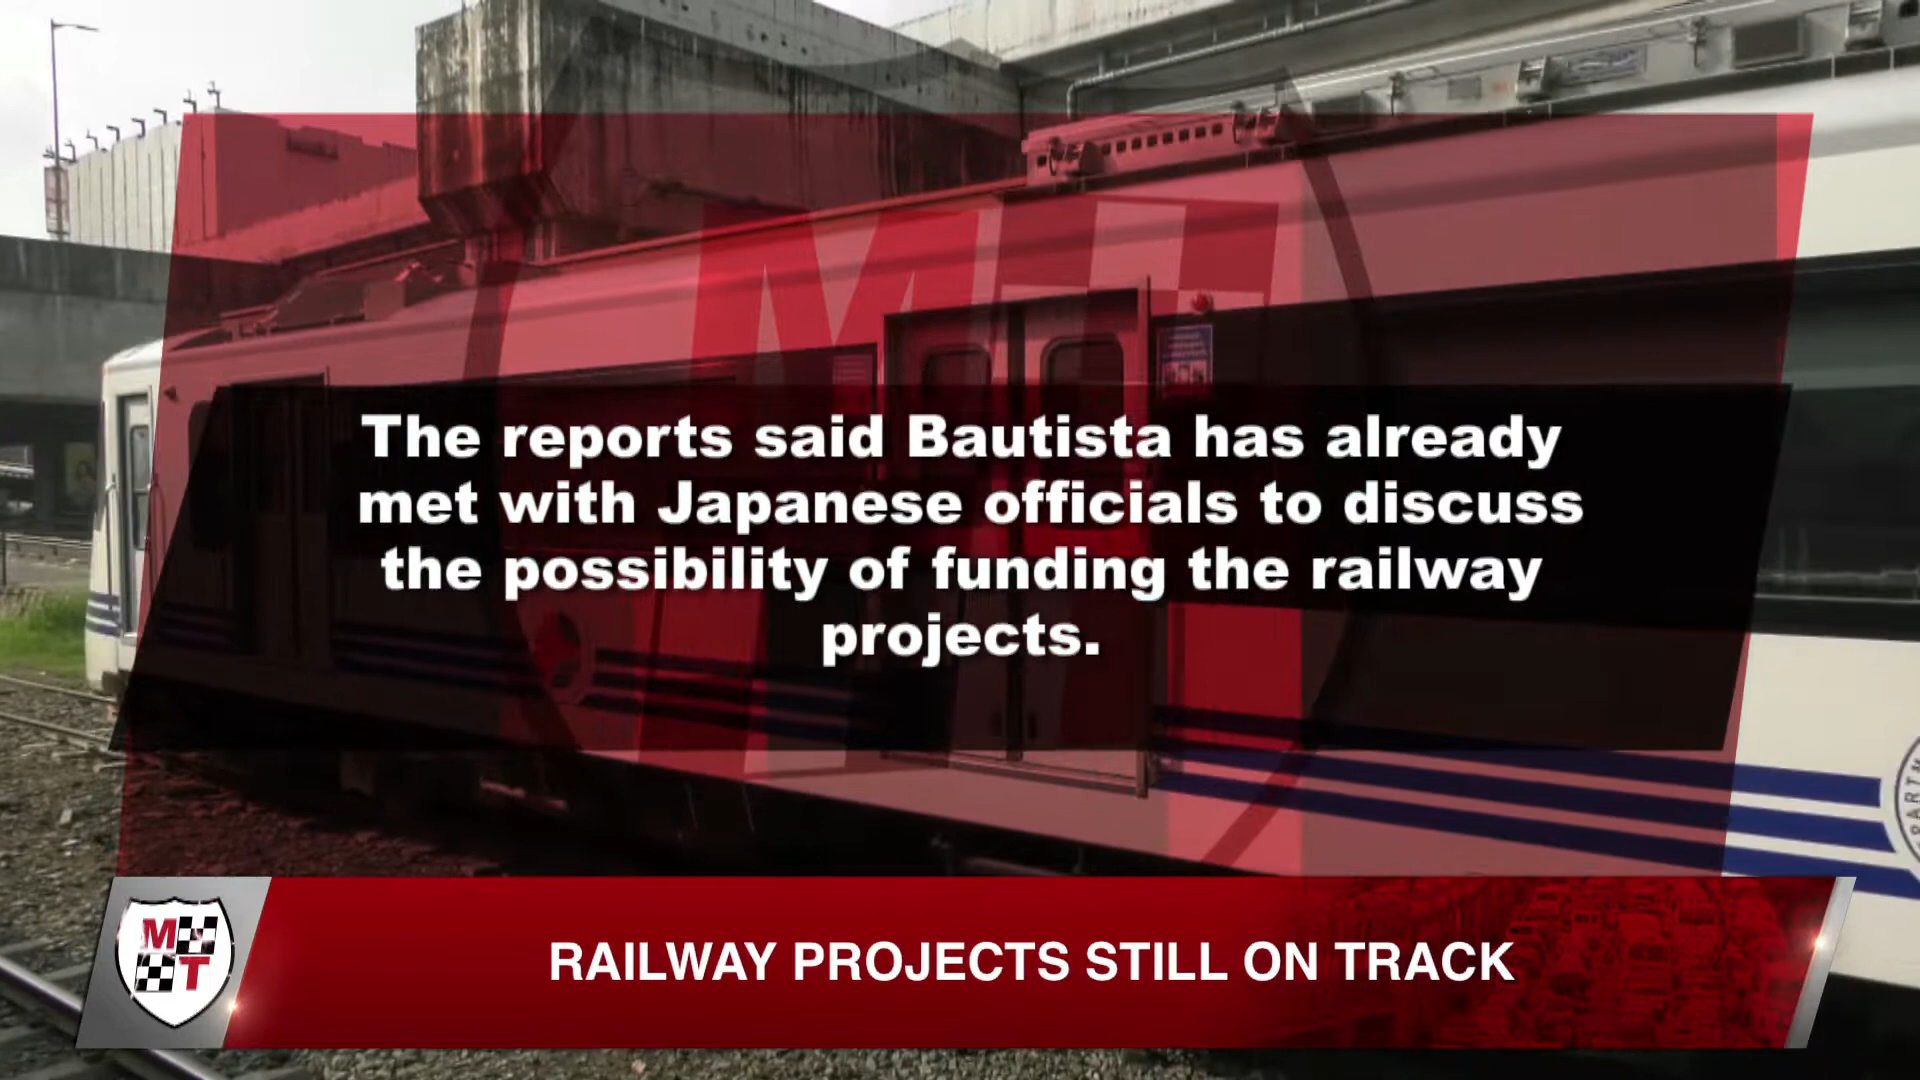 The reports said Bautista has already
met with Japanese officials to discuss
the possibility of funding the railway
projects.
M
T
RAILWAY PROJECTS STILL ON TRACK